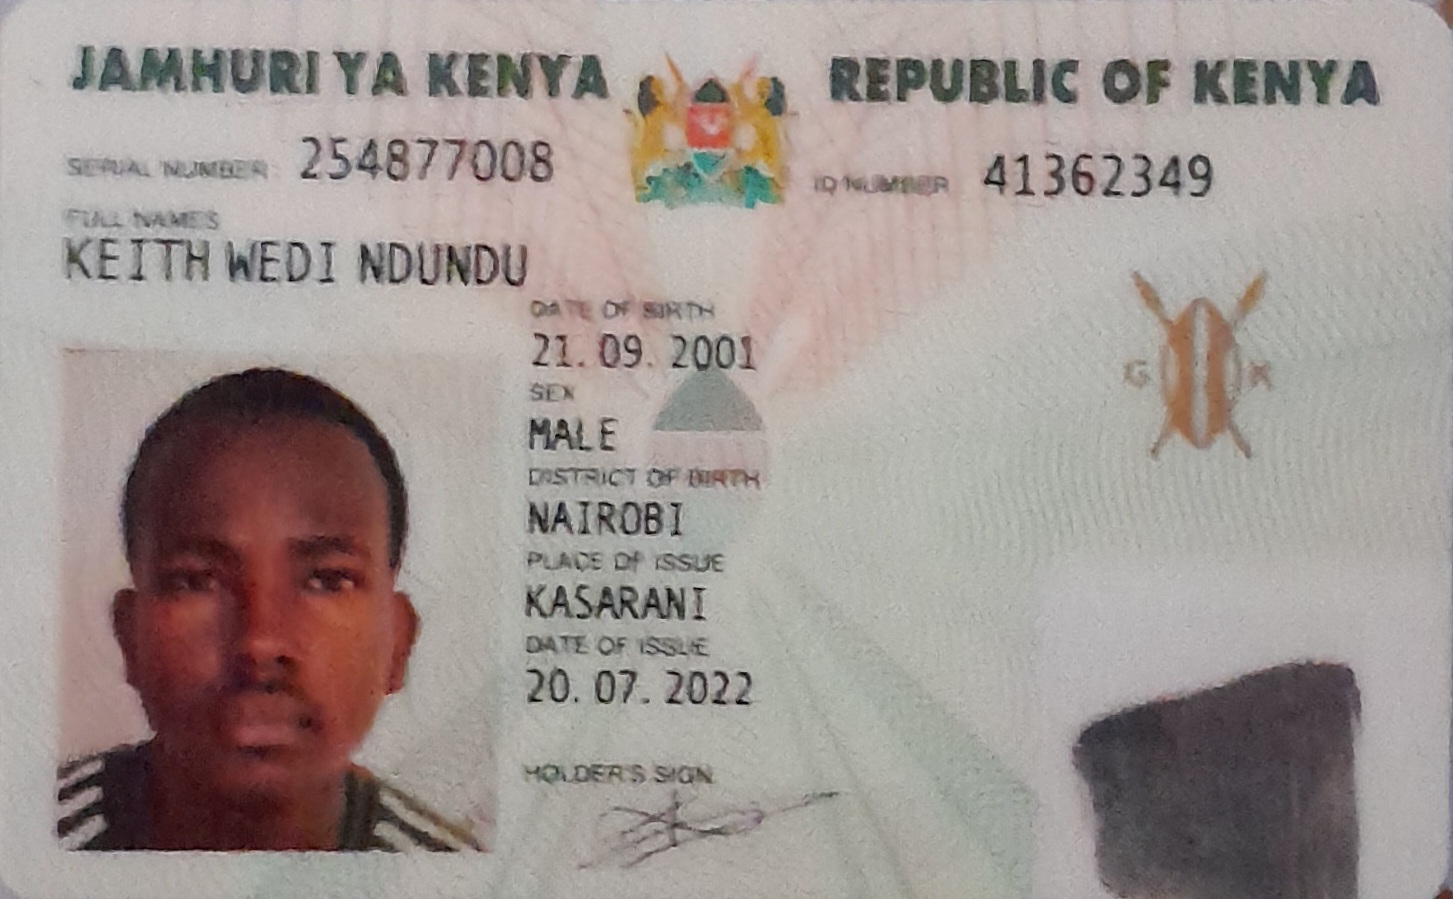 JAMHURI YA KENYA REPUBLIC OF KENYA
SERIAL NUMBER 254877008 ID NUMBER 41362349
FULL NAMES
KEITH WEDI NDUNDU
DATE OF BIRTH
21. 09. 2001
SEX
MALE
DISTRICT OF BIRTH
NAIROBI
PLACE OF ISSUE
KASARANI
DATE OF ISSUE
20. 07. 2022
HOLDER'S SIGN
G K